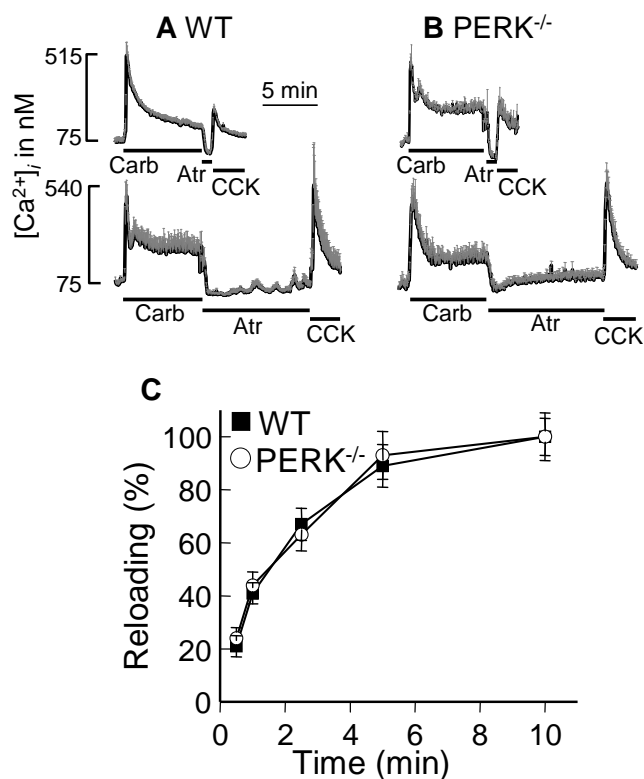 A WT
B PERK-/-
[Ca2+]i in nM
515
75
5 min
Carb
Atr
CCK
Carb
Atr
CCK
540
75
Carb
Atr
CCK
Carb
Atr
CCK
C
WT
PERK-/-
Reloading (%)
100
80
60
40
20
0
0 2 4 6 8 10
Time (min)